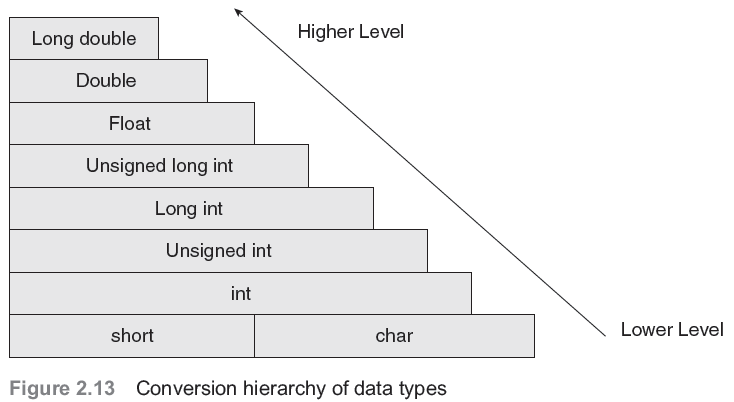 Long double
Higher Level
Double
Float
Unsigned long int
Long int
Unsigned int
int
short char
Lower Level
Figure 2.13 Conversion hierarchy of data types